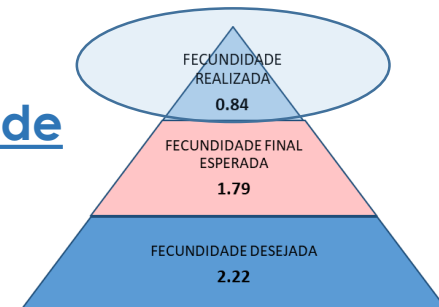 FECUNDIDADE
REALIZADA
0.84
de
FECUNDIDADE FINAL
ESPERADA
1.79
FECUNDIDADE DESEJADA
2.22